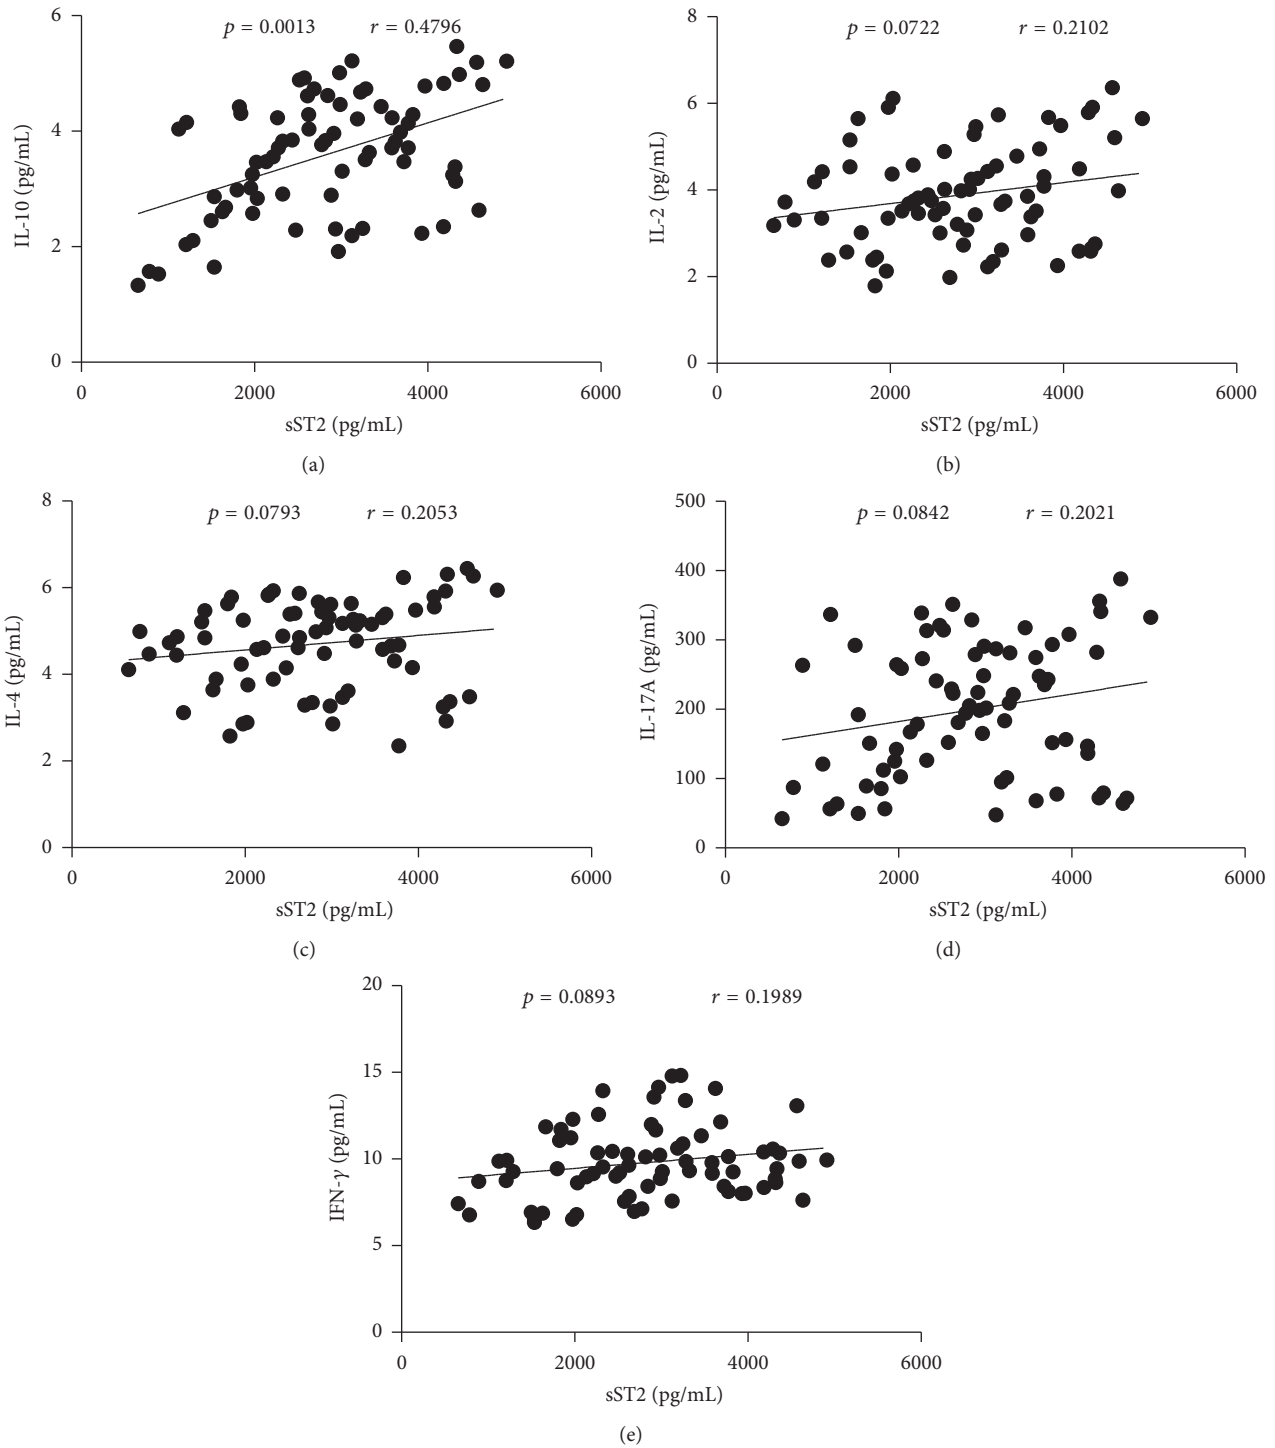 p = 0.0013 r = 0.4796
6
4
2
0
IL-10 (pg/mL)
0 2000 4000 6000
sST2 (pg/mL)
(a)
p = 0.0722 r = 0.2102
8
6
4
2
0
IL-2 (pg/mL)
0 2000 4000 6000
sST2 (pg/mL)
(b)
p = 0.0793 r = 0.2053
8
6
4
2
0
IL-4 (pg/mL)
0 2000 4000 6000
sST2 (pg/mL)
(c)
p = 0.0842 r = 0.2021
500
400
300
200
100
0
IL-17A (pg/mL)
0 2000 4000 6000
sST2 (pg/mL)
(d)
p = 0.0893 r = 0.1989
20
15
10
5
0
IFN-γ (pg/mL)
0 2000 4000 6000
sST2 (pg/mL)
(e)